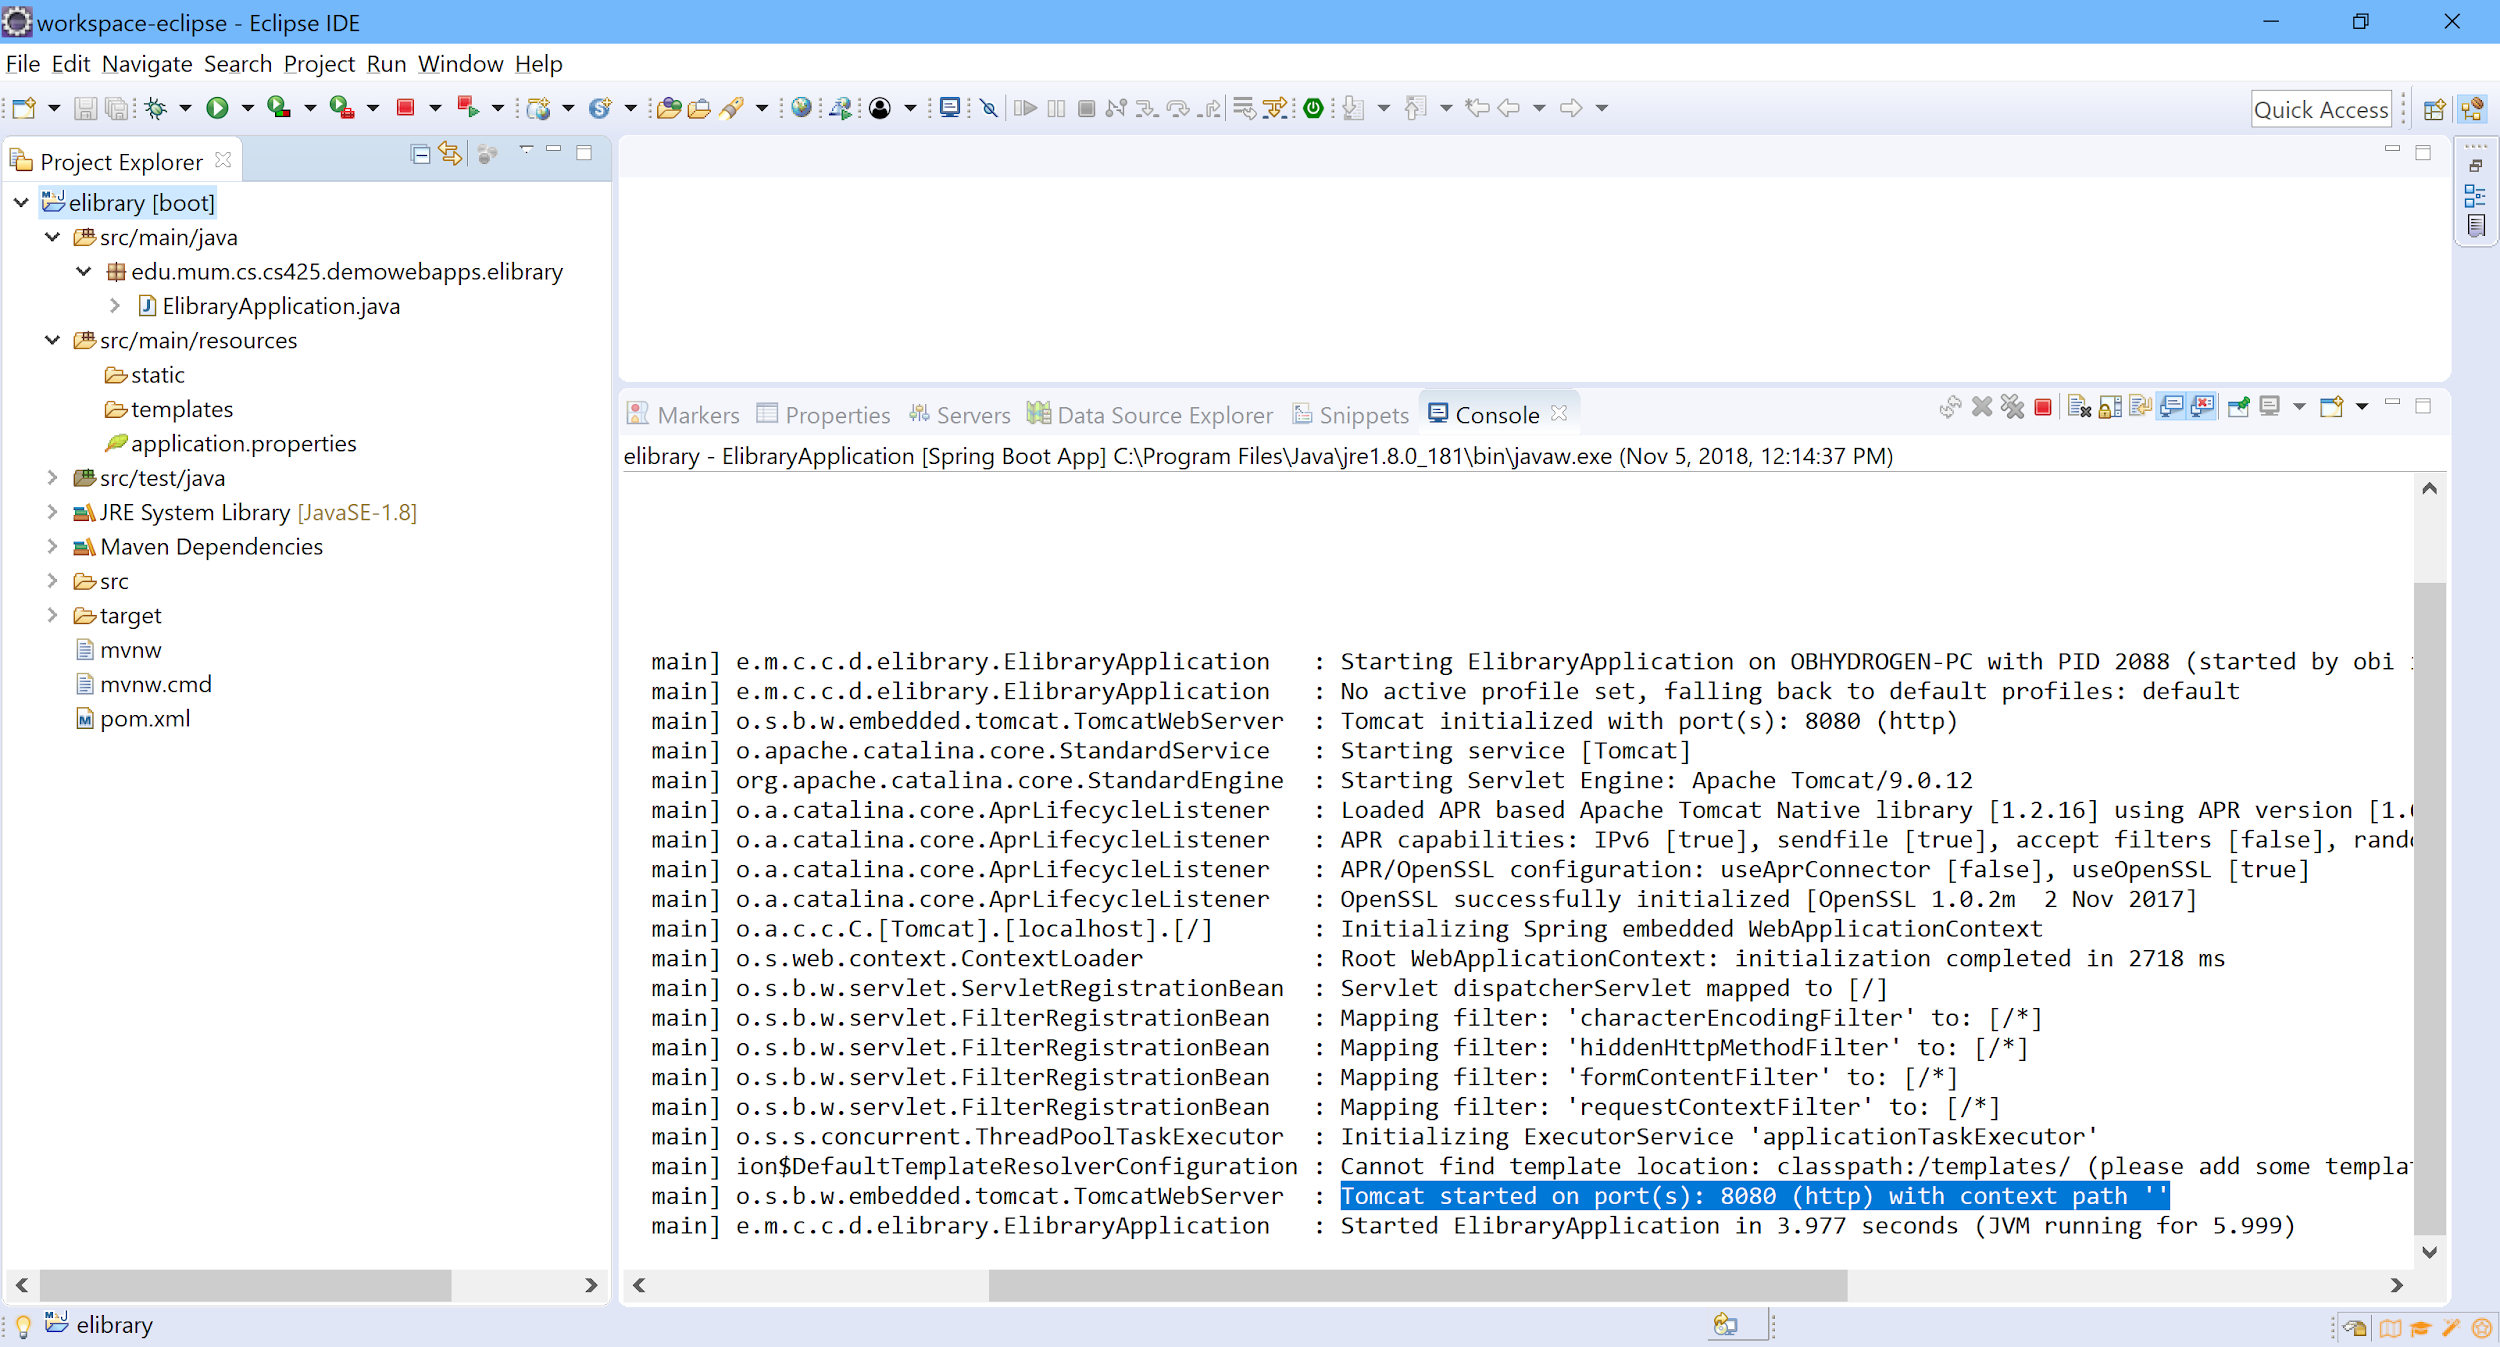 workspace-eclipse - Eclipse IDE
File Edit Navigate Search Project Run Window Help
Quick Access
Project Explorer
elibrary [boot]
src/main/java
edu.mum.cs.cs425.demowebapps.elibrary
ElibraryApplication.java
src/main/resources
static
templates
application.properties
src/test/java
JRE System Library [JavaSE-1.8]
Maven Dependencies
src
target
mvnw
mvnw.cmd
pom.xml
Markers Properties Servers Data Source Explorer Snippets Console
elibrary - ElibraryApplication [Spring Boot App] C:\Program Files\Java\jre1.8.0_181\bin\javaw.exe (Nov 5, 2018, 12:14:37 PM)
main] e.m.c.c.d.elibrary.ElibraryApplication : Starting ElibraryApplication on OBHYDROGEN-PC with PID 2088 (started by obi
main] e.m.c.c.d.elibrary.ElibraryApplication : No active profile set, falling back to default profiles: default
main] o.s.b.w.embedded.tomcat.TomcatWebServer : Tomcat initialized with port(s): 8080 (http)
main] o.apache.catalina.core.StandardService : Starting service [Tomcat]
main] org.apache.catalina.core.StandardEngine : Starting Servlet Engine: Apache Tomcat/9.0.12
main] o.a.catalina.core.AprLifecycleListener : Loaded APR based Apache Tomcat Native library [1.2.16] using APR version [1.
main] o.a.catalina.core.AprLifecycleListener : APR capabilities: IPv6 [true], sendfile [true], accept filters [false], rand
main] o.a.catalina.core.AprLifecycleListener : APR/OpenSSL configuration: useAprConnector [false], useOpenSSL [true]
main] o.a.catalina.core.AprLifecycleListener : OpenSSL successfully initialized [OpenSSL 1.0.2m  2 Nov 2017]
main] o.a.c.c.C.[Tomcat].[localhost].[/] : Initializing Spring embedded WebApplicationContext
main] o.s.web.context.ContextLoader : Root WebApplicationContext: initialization completed in 2718 ms
main] o.s.b.w.servlet.ServletRegistrationBean : Servlet dispatcherServlet mapped to [/]
main] o.s.b.w.servlet.FilterRegistrationBean : Mapping filter: 'characterEncodingFilter' to: [/*]
main] o.s.b.w.servlet.FilterRegistrationBean : Mapping filter: 'hiddenHttpMethodFilter' to: [/*]
main] o.s.b.w.servlet.FilterRegistrationBean : Mapping filter: 'formContentFilter' to: [/*]
main] o.s.b.w.servlet.FilterRegistrationBean : Mapping filter: 'requestContextFilter' to: [/*]
main] o.s.s.concurrent.ThreadPoolTaskExecutor : Initializing ExecutorService 'applicationTaskExecutor'
main] ion$DefaultTemplateResolverConfiguration : Cannot find template location: classpath:/templates/ (please add some templa
main] o.s.b.w.embedded.tomcat.TomcatWebServer : Tomcat started on port(s): 8080 (http) with context path ''
main] e.m.c.c.d.elibrary.ElibraryApplication : Started ElibraryApplication in 3.977 seconds (JVM running for 5.999)
elibrary